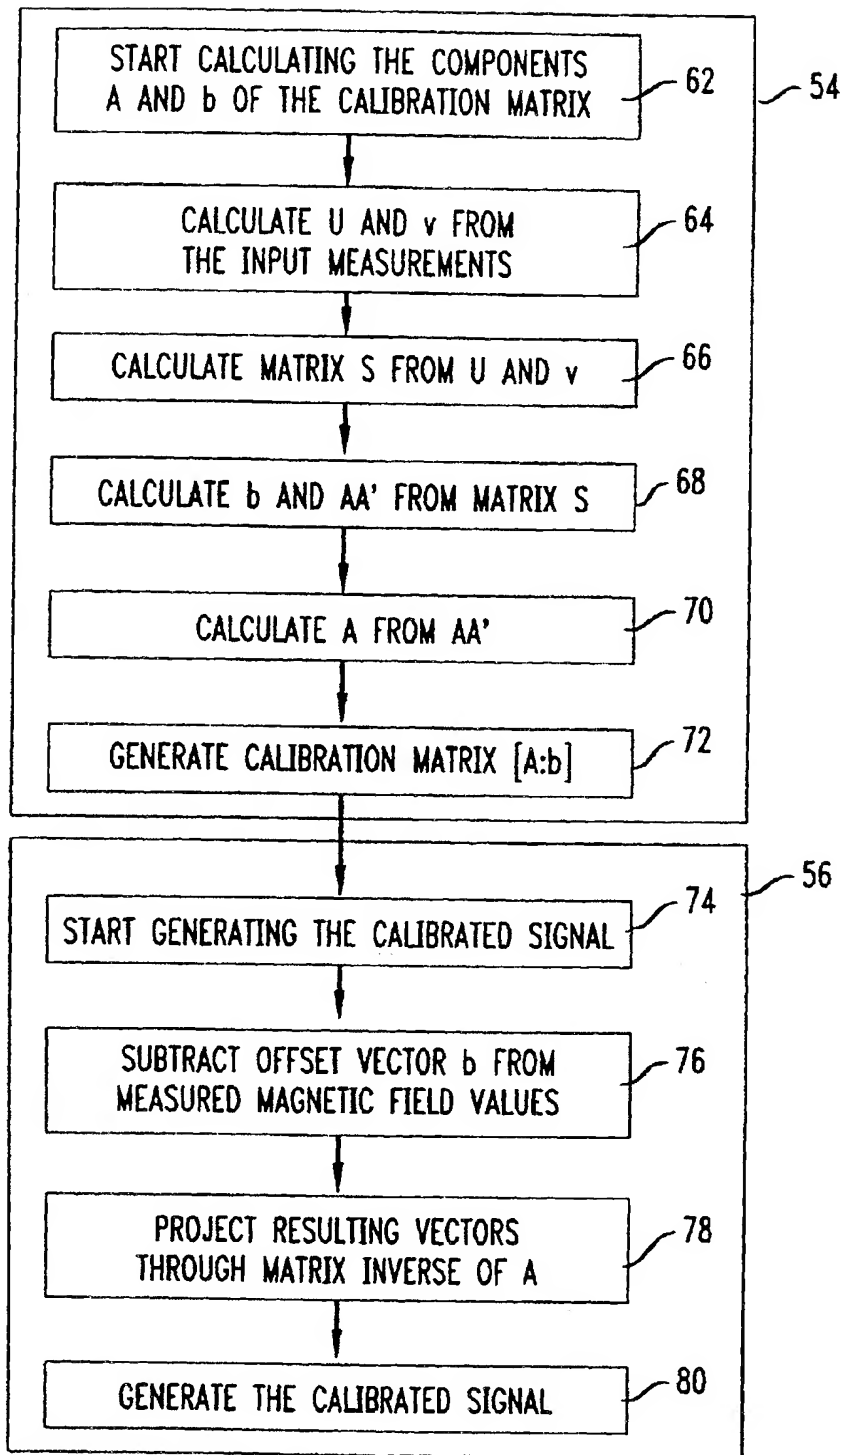 START CALCULATING THE COMPONENTS
A AND b OF THE CALIBRATION MATRIX
62
54
CALCULATE U AND v FROM
THE INPUT MEASUREMENTS
64
CALCULATE MATRIX S FROM U AND v
66
CALCULATE b AND AA' FROM MATRIX S
68
CALCULATE A FROM AA'
70
GENERATE CALIBRATION MATRIX [A:b]
72
56
START GENERATING THE CALIBRATED SIGNAL
74
SUBTRACT OFFSET VECTOR b FROM
MEASURED MAGNETIC FIELD VALUES
76
PROJECT RESULTING VECTORS
THROUGH MATRIX INVERSE OF A
78
GENERATE THE CALIBRATED SIGNAL
80